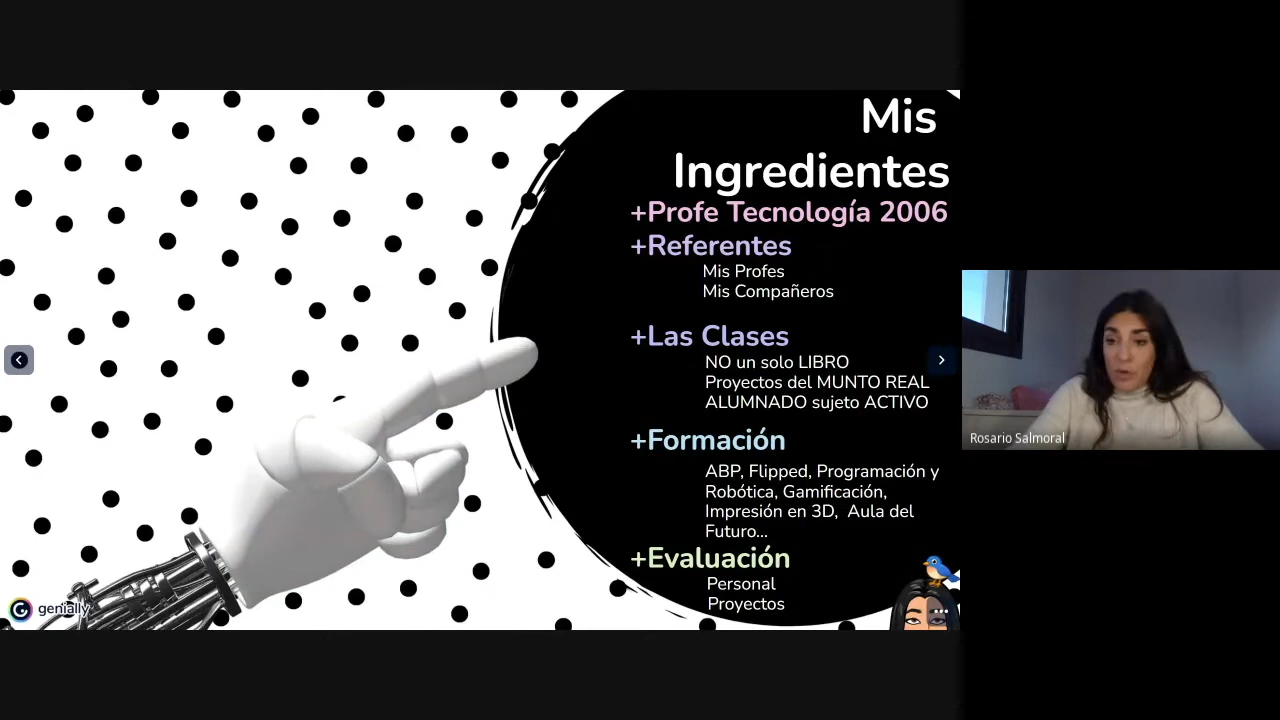 Mis
Ingredientes
+Profe Tecnología 2006
+Referentes
Mis Profes
Mis Compañeros
+Las Clases
NO un solo LIBRO
Proyectos del MUNTO REAL
ALUMNADO sujeto ACTIVO
+Formación
ABP, Flipped, Programación y
Robótica, Gamificación,
Impresión en 3D, Aula del
Futuro...
+Evaluación
Personal
Proyectos
genially
Rosario Salmoral